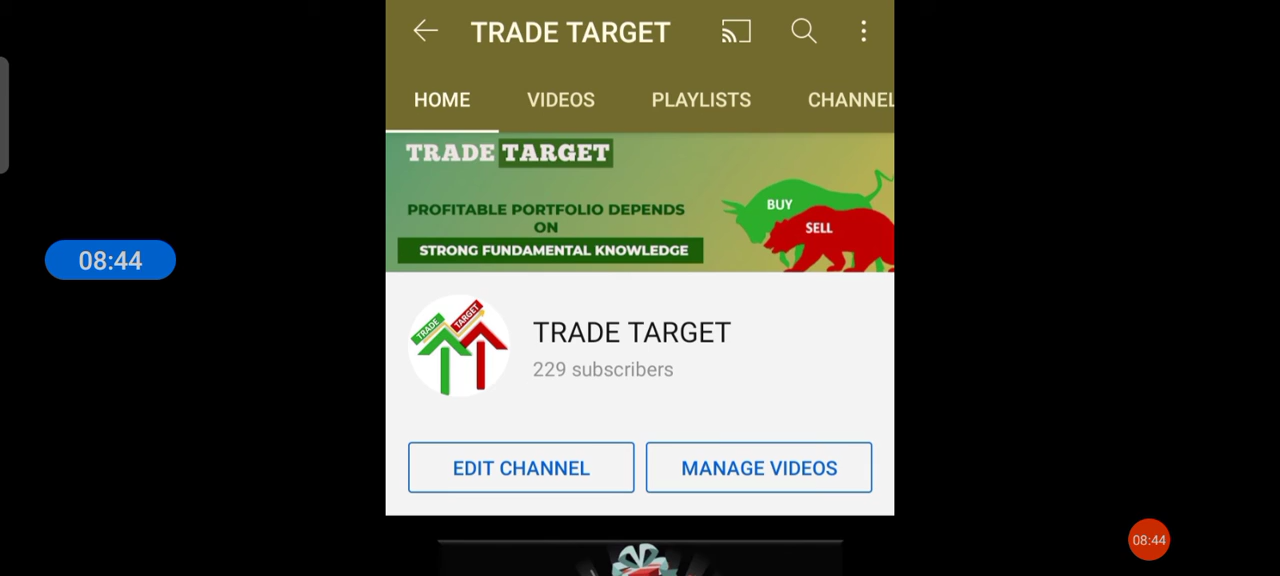 TRADE TARGET
HOME VIDEOS PLAYLISTS CHANNEL
TRADE TARGET
PROFITABLE PORTFOLIO DEPENDS
ON
STRONG FUNDAMENTAL KNOWLEDGE
BUY
SELL
08:44
TRADE TARGET
TRADE TARGET
229 subscribers
EDIT CHANNEL MANAGE VIDEOS
08:44